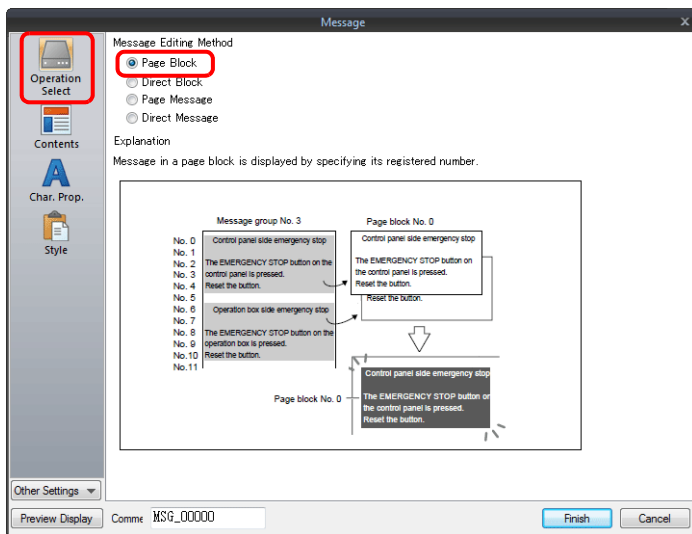 Message
Operation
Select
Contents
Char. Prop.
Style
Other Settings
Message Editing Method
Page Block
Direct Block
Page Message
Direct Message
Explanation
Message in a page block is displayed by specifying its registered number.
Message group No. 3
No. 0 Control panel side emergency stop
No. 1
No. 2 The EMERGENCY STOP button on the
No. 3 control panel is pressed.
No. 4 Reset the button.
No. 5
No. 6 Operation box side emergency stop
No. 7
No. 8 The EMERGENCY STOP button on the
No. 9 operation box is pressed.
No. 10 Reset the button.
No. 11
Page block No. 0
Control panel side emergency stop
The EMERGENCY STOP button on
the control panel is pressed.
Reset the button.
Reset the button.
Page block No. 0
Control panel side emergency stop
The EMERGENCY STOP button or
the control panel is pressed.
Reset the button.
Preview Display
Comme MSG_00000
Finish
Cancel